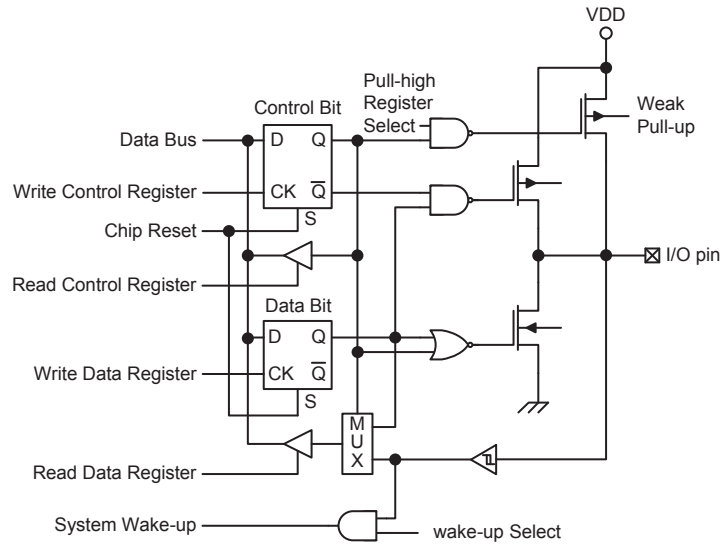 VDD
Pull-high
Register
Select
Weak
Pull-up
Control Bit
Data Bus
D
Q
Write Control Register
CK
Q
S
Chip Reset
I/O pin
Read Control Register
Data Bit
D
Q
Write Data Register
CK
Q
S
M
U
X
Read Data Register
System Wake-up
wake-up Select